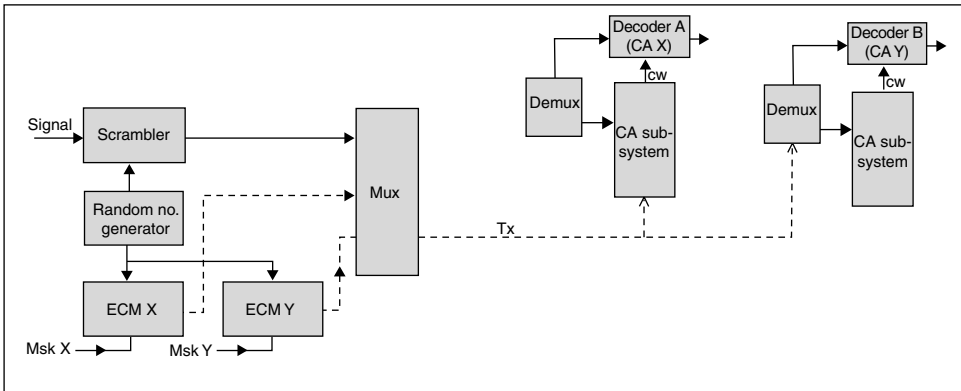 Signal
Scrambler
Random no.
generator
ECM X
ECM Y
Msk X
Msk Y
Mux
Tx
Demux
Decoder A
(CA X)
cw
CA sub-
system
Demux
Decoder B
(CA Y)
cw
CA sub-
system